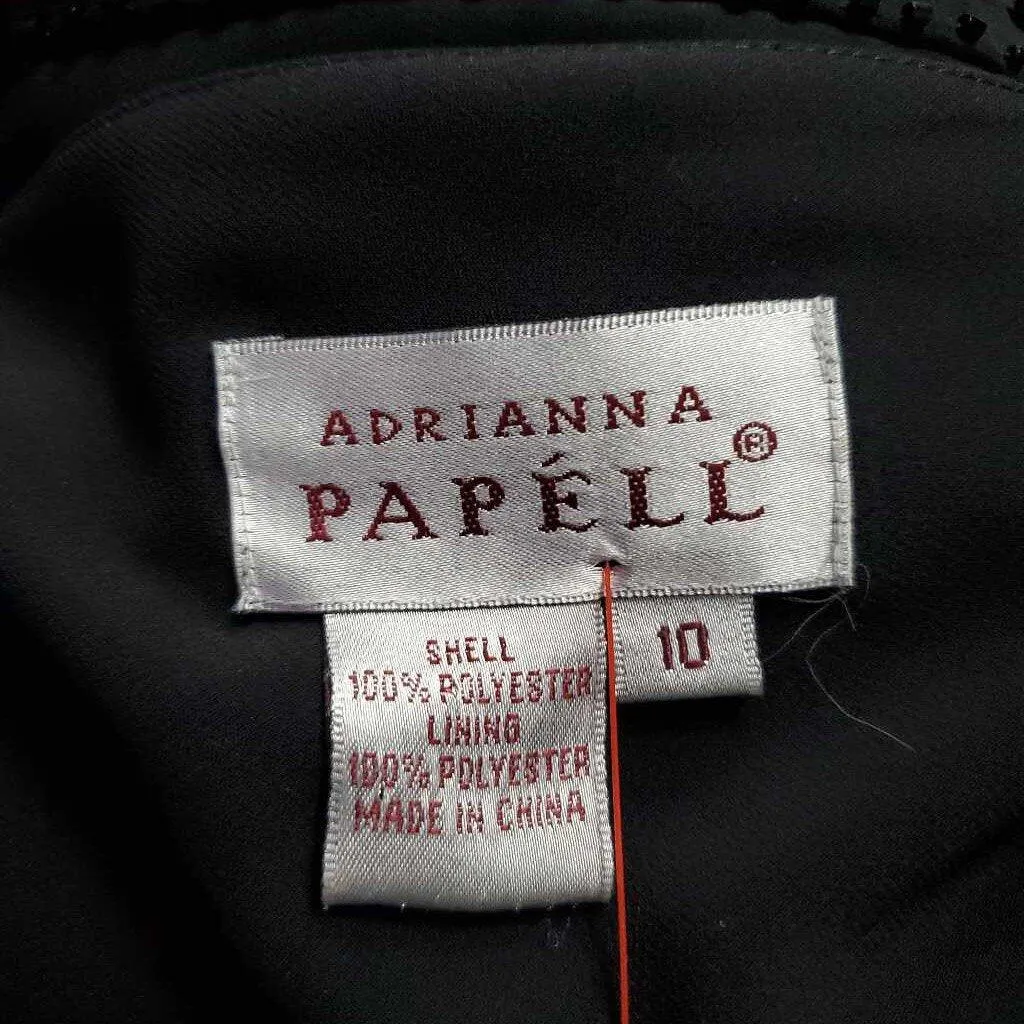 ADRIANNA
PAPÉLL®
10
SHELL
100% POLYESTER
LINING
100% POLYESTER
MADE IN CHINA